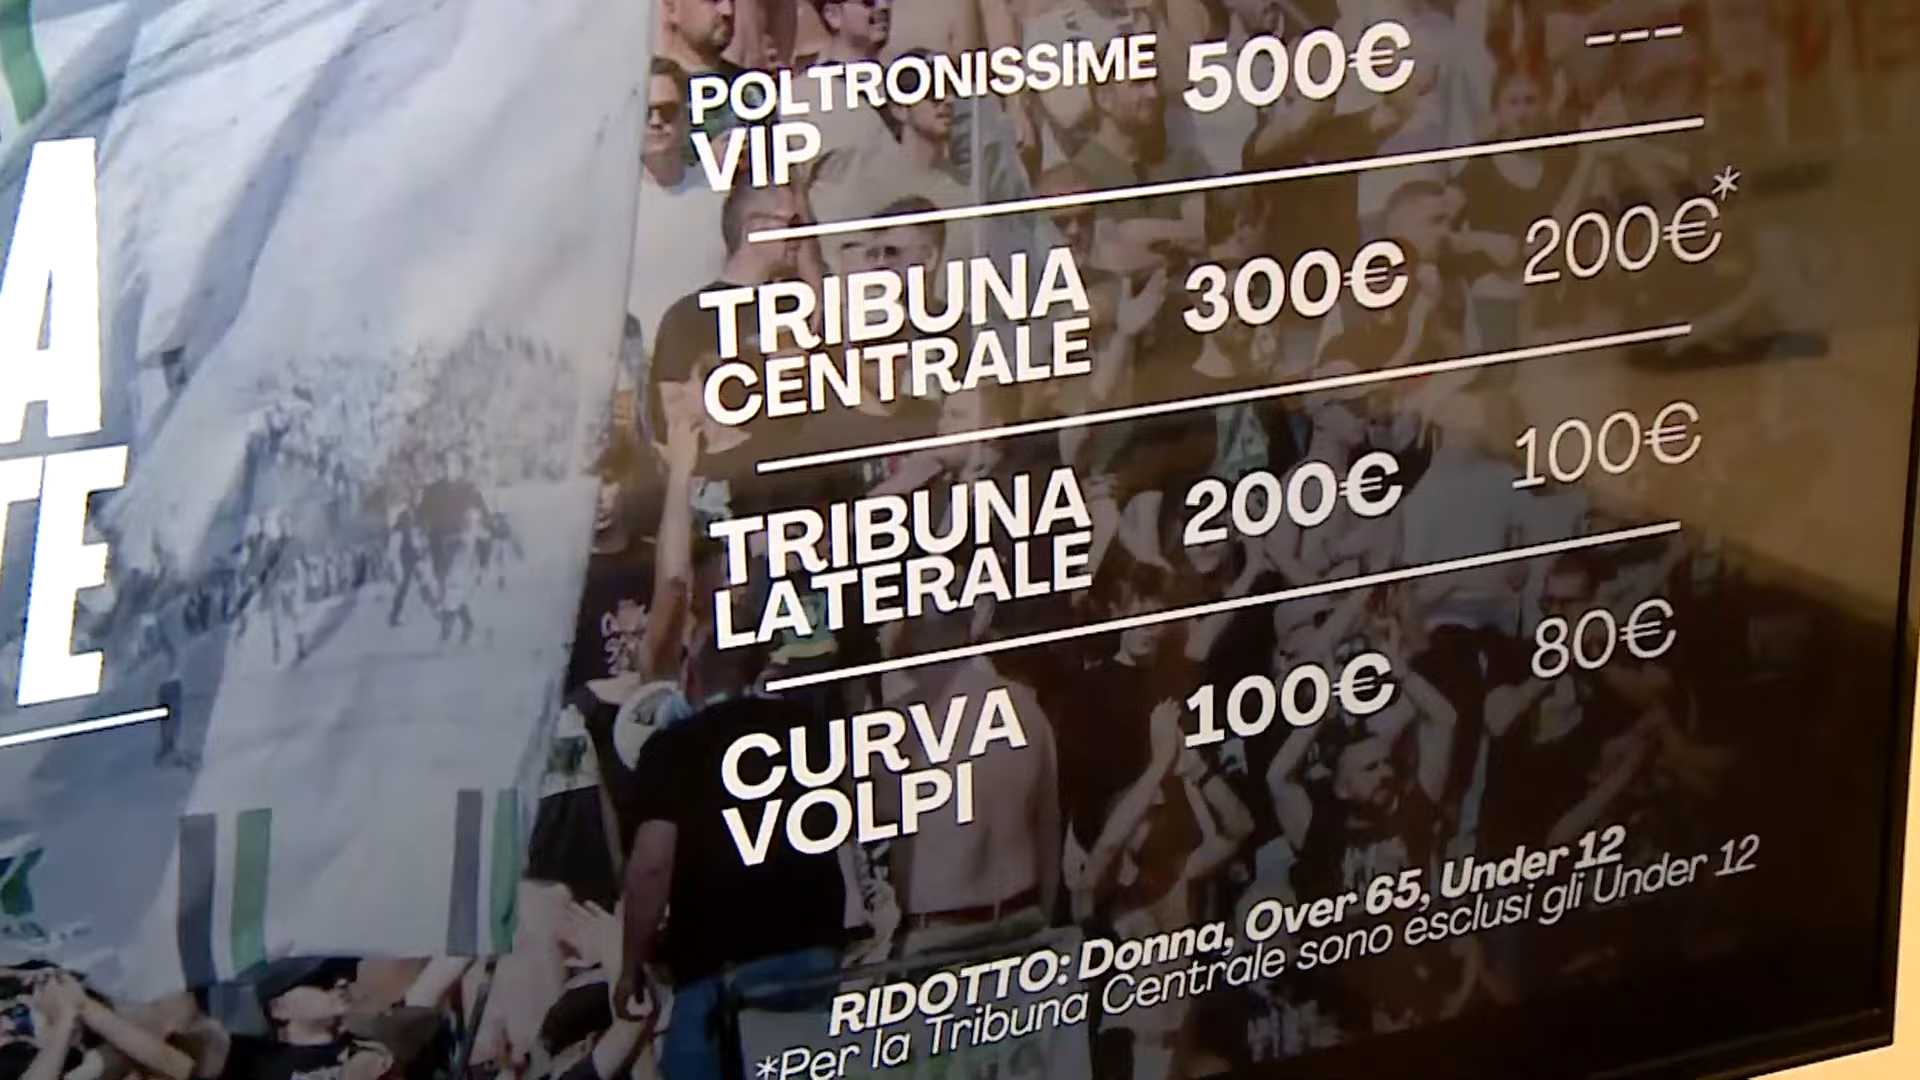 POLTRONISSIME
VIP
500€
---
TRIBUNA
CENTRALE
300€
200€*
TRIBUNA
LATERALE
200€
100€
CURVA
VOLPI
100€
80€
RIDOTTO: Donna, Over 65, Under 12
*Per la Tribuna Centrale sono esclusi gli Under 12
A
TE